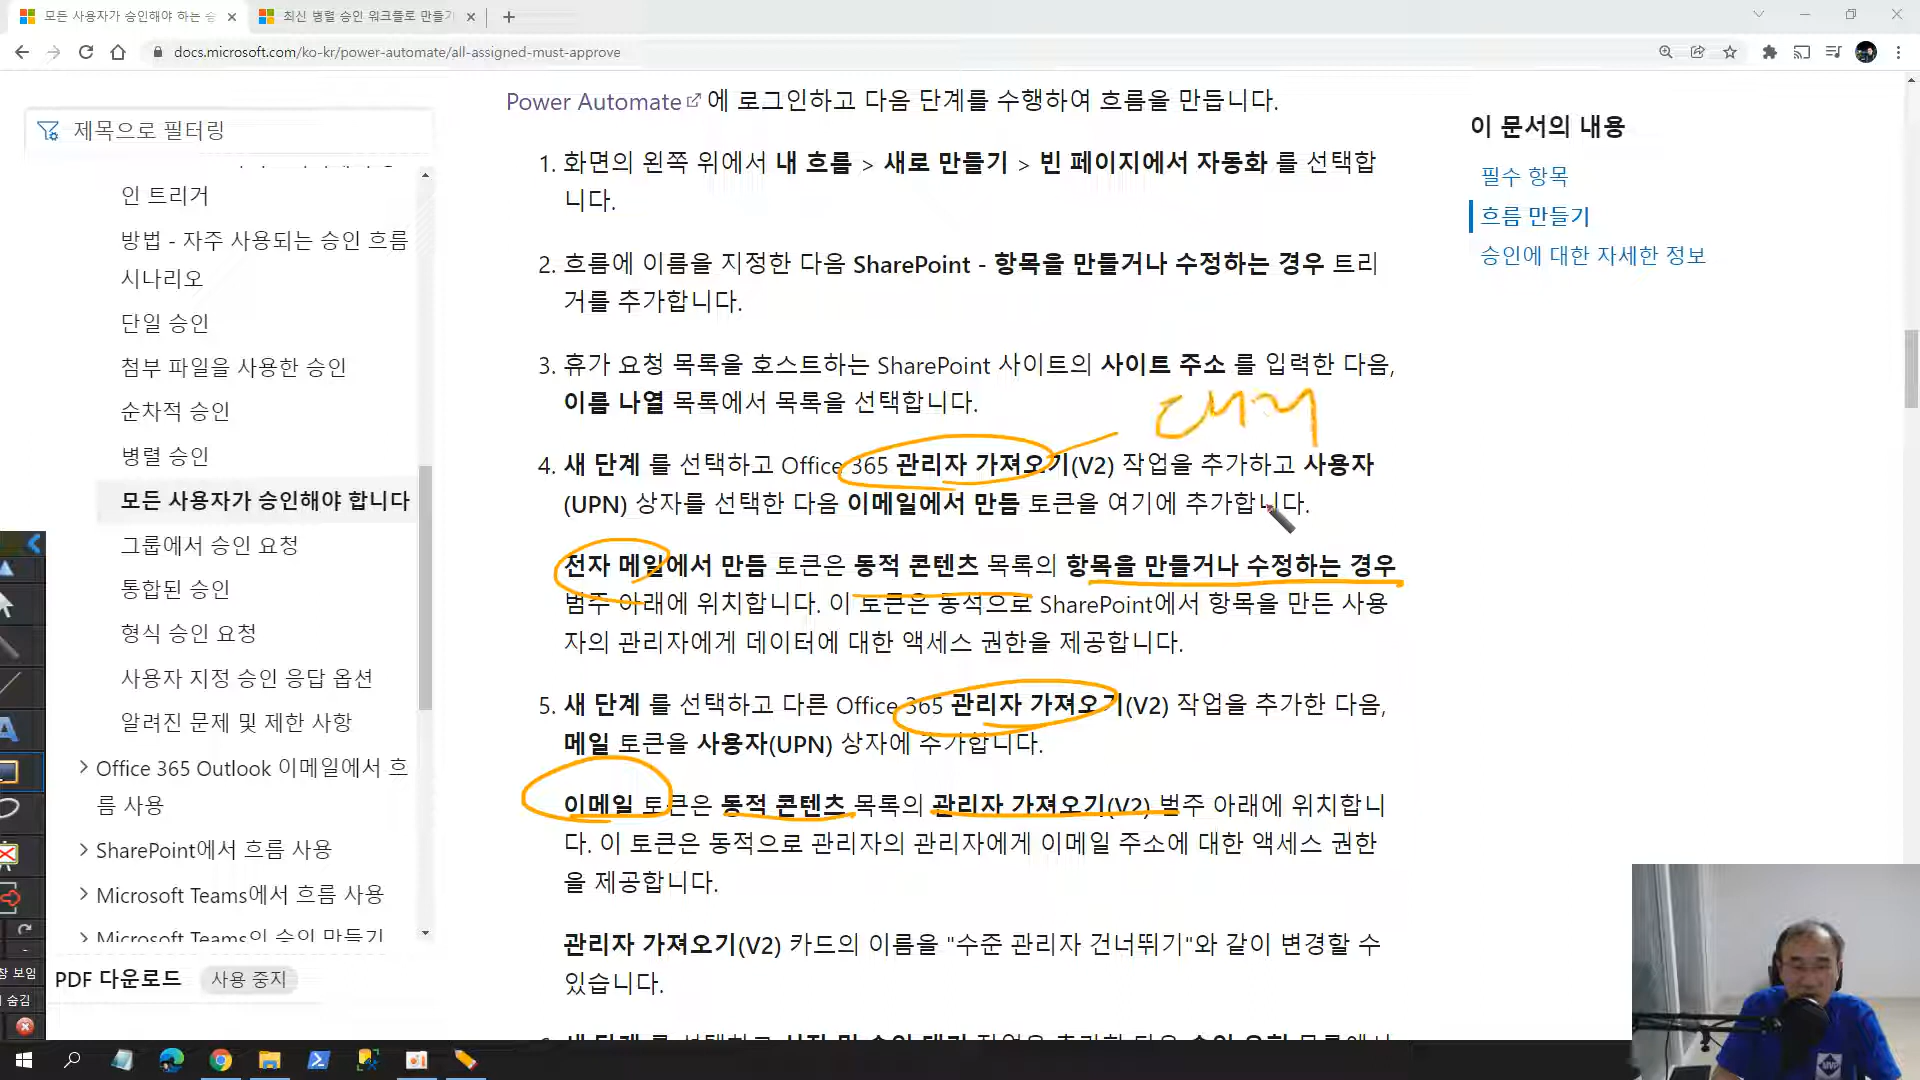 모든 사용자가 승인해야 하는 승
최신 병렬 승인 워크플로 만들기
docs.microsoft.com/ko-kr/power-automate/all-assigned-must-approve
제목으로 필터링
인 트리거
방법 - 자주 사용되는 승인 흐름
시나리오
단일 승인
첨부 파일을 사용한 승인
순차적 승인
병렬 승인
모든 사용자가 승인해야 합니다
그룹에서 승인 요청
통합된 승인
형식 승인 요청
사용자 지정 승인 응답 옵션
알려진 문제 및 제한 사항
Office 365 Outlook 이메일에서 흐
름 사용
SharePoint에서 흐름 사용
Microsoft Teams에서 흐름 사용
Microsoft Teams의 승인 만들기
PDF 다운로드
사용 중지
Power Automate 에 로그인하고 다음 단계를 수행하여 흐름을 만듭니다.
1. 화면의 왼쪽 위에서 내 흐름 > 새로 만들기 > 빈 페이지에서 자동화 를 선택합
니다.
2. 흐름에 이름을 지정한 다음 SharePoint - 항목을 만들거나 수정하는 경우 트리
거를 추가합니다.
3. 휴가 요청 목록을 호스트하는 SharePoint 사이트의 사이트 주소 를 입력한 다음,
이름 나열 목록에서 목록을 선택합니다.
4. 새 단계 를 선택하고 Office 365 관리자 가져오기(V2) 작업을 추가하고 사용자
(UPN) 상자를 선택한 다음 이메일에서 만듬 토큰을 여기에 추가합니다.
전자 메일에서 만듬 토큰은 동적 콘텐츠 목록의 항목을 만들거나 수정하는 경우
범주 아래에 위치합니다. 이 토큰은 동적으로 SharePoint에서 항목을 만든 사용
자의 관리자에게 데이터에 대한 액세스 권한을 제공합니다.
5. 새 단계 를 선택하고 다른 Office 365 관리자 가져오기(V2) 작업을 추가한 다음,
메일 토큰을 사용자(UPN) 상자에 추가합니다.
이메일 토큰은 동적 콘텐츠 목록의 관리자 가져오기(V2) 범주 아래에 위치합니
다. 이 토큰은 동적으로 관리자의 관리자에게 이메일 주소에 대한 액세스 권한
을 제공합니다.
관리자 가져오기(V2) 카드의 이름을 "수준 관리자 건너뛰기"와 같이 변경할 수
있습니다.
이 문서의 내용
필수 항목
흐름 만들기
승인에 대한 자세한 정보
창 보임
숨김